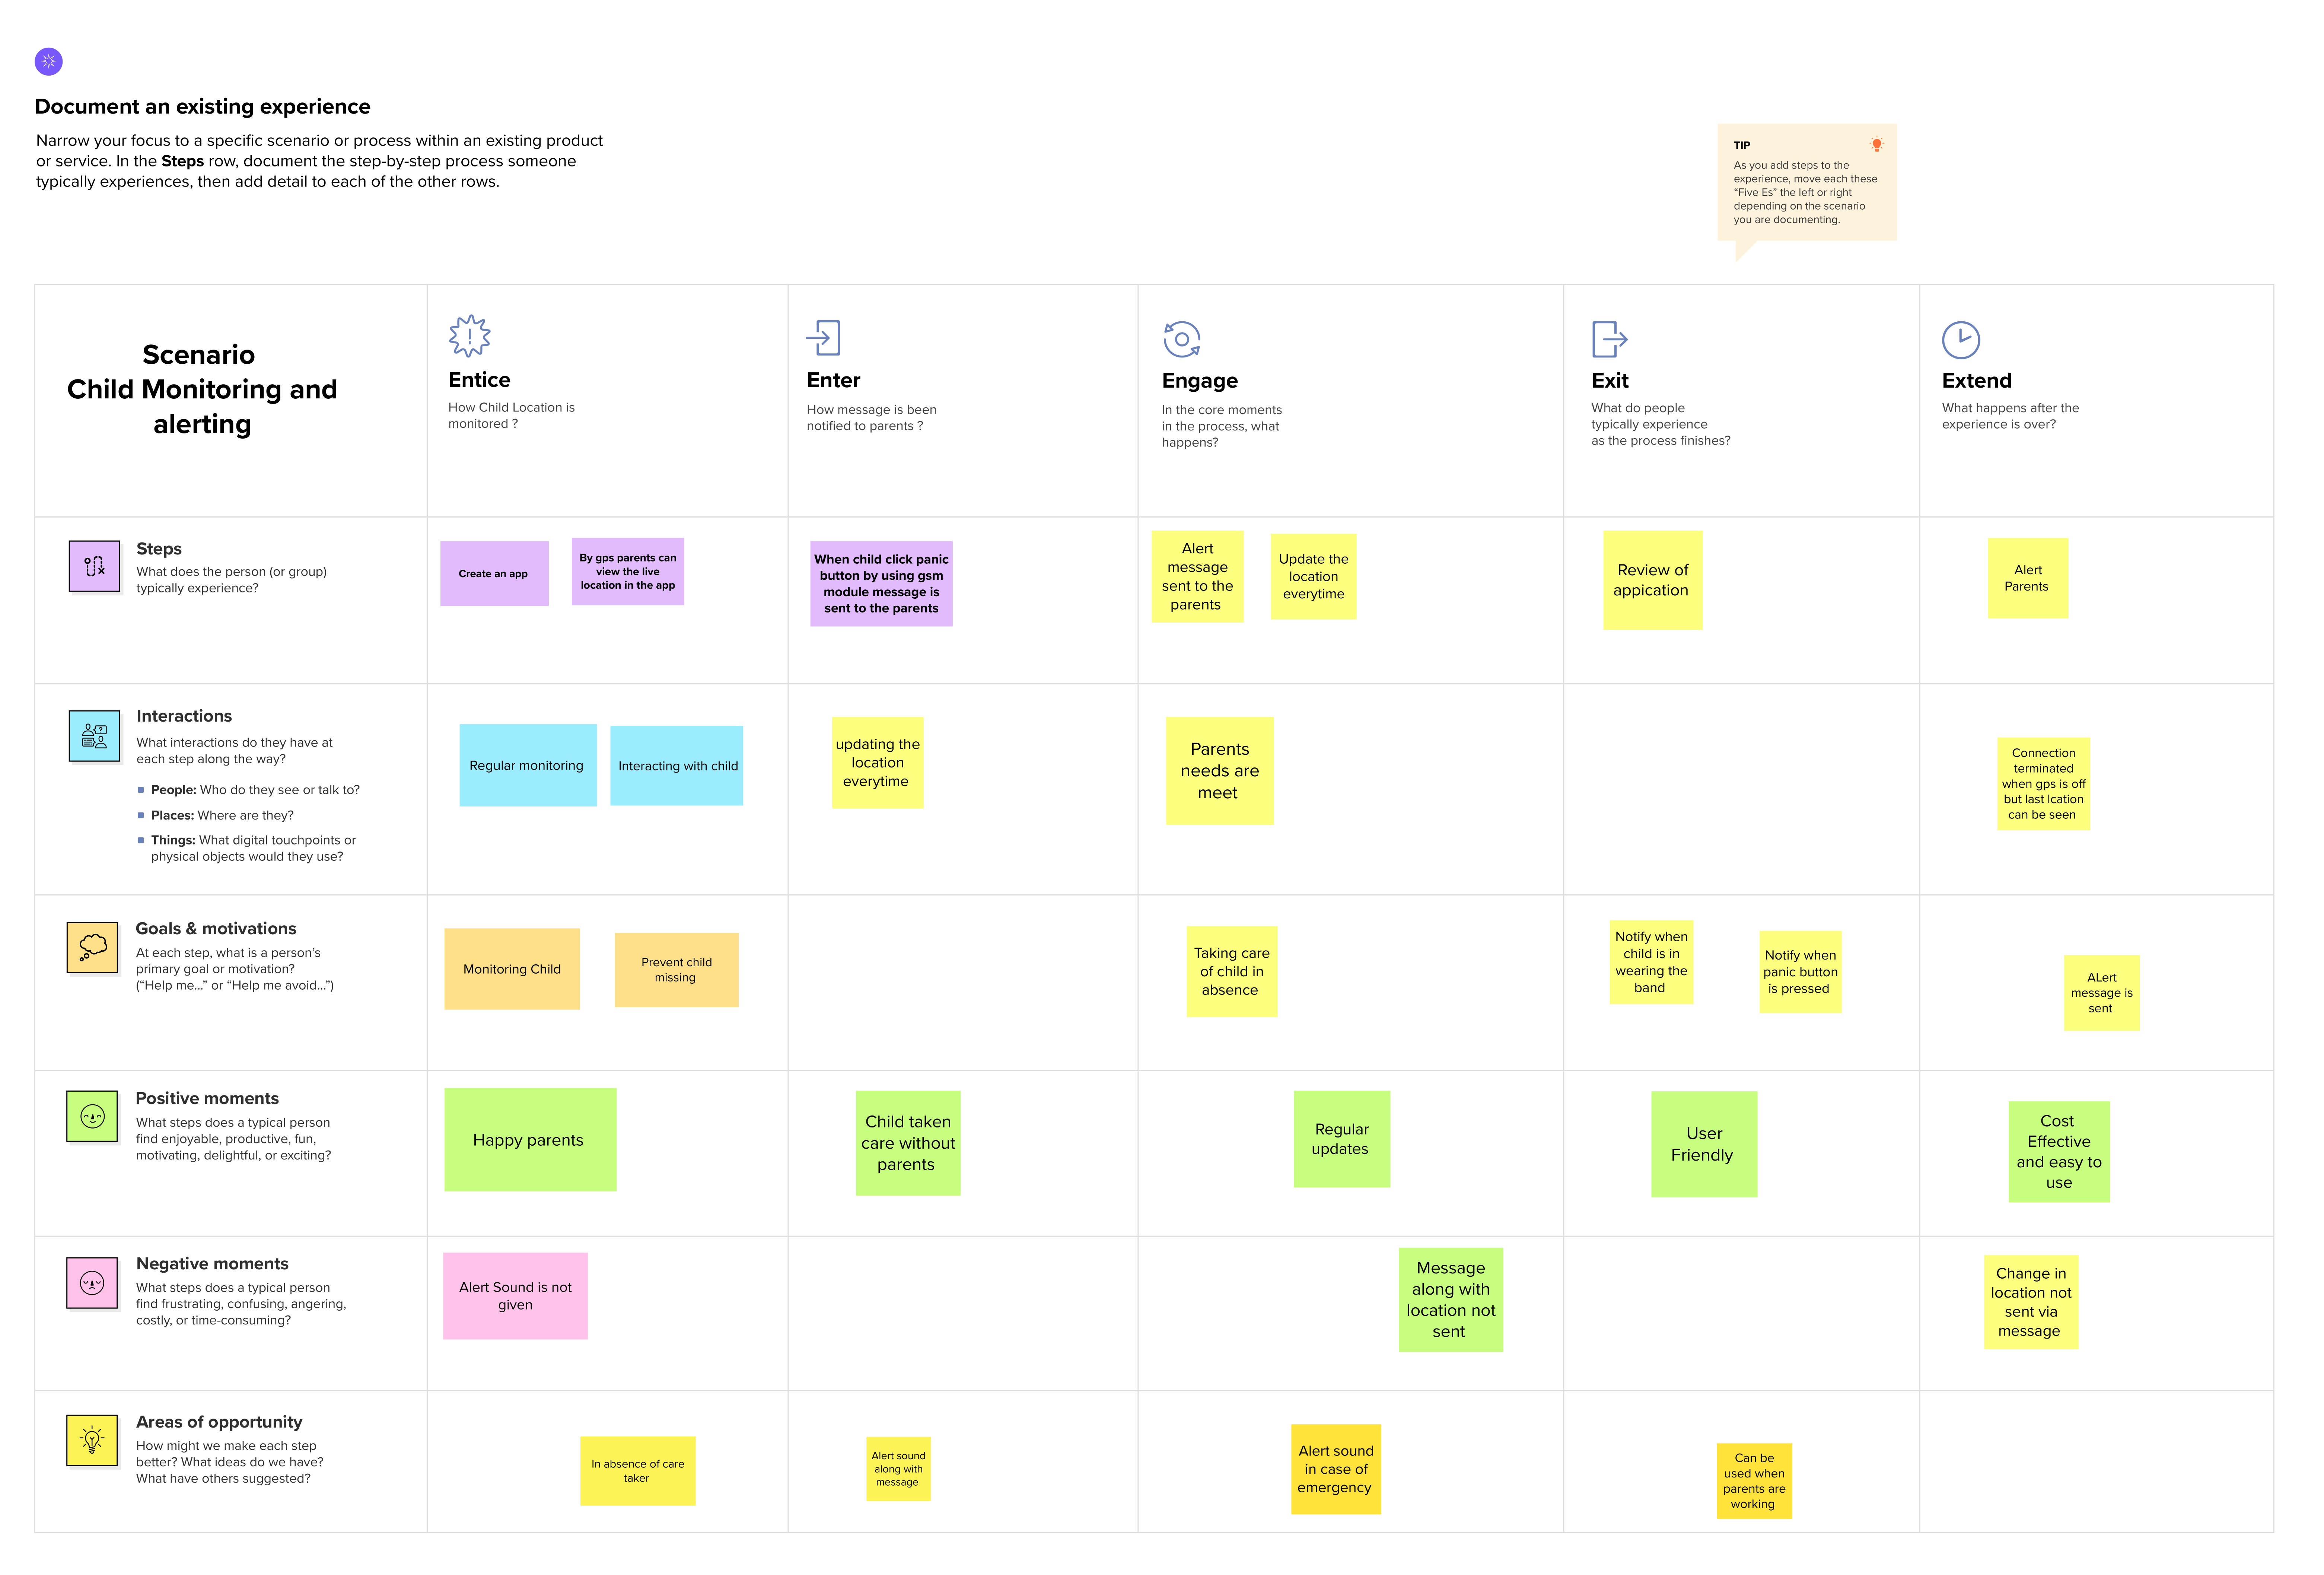 Document an existing experience
Narrow your focus to a specific scenario or process within an existing product
or service. In the Steps row, document the step-by-step process someone
typically experiences, then add detail to each of the other rows.
TIP
As you add steps to the
experience, move each these
“Five Es” the left or right
depending on the scenario
you are documenting.
Scenario
Child Monitoring and
alerting
Entice
How Child Location is
monitored ?
Enter
How message is been
notified to parents ?
Engage
In the core moments
in the process, what
happens?
Exit
What do people
typically experience
as the process finishes?
Extend
What happens after the
experience is over?
Steps
What does the person (or group)
typically experience?
Create an app
By gps parents can
view the live
location in the app
When child click panic
button by using gsm
module message is
sent to the parents
Alert
message
sent to the
parents
Update the
location
everytime
Review of
appication
Alert
Parents
Interactions
What interactions do they have at
each step along the way?
People: Who do they see or talk to?
Places: Where are they?
Things: What digital touchpoints or
physical objects would they use?
Regular monitoring
Interacting with child
updating the
location
everytime
Parents
needs are
meet
Connection
terminated
when gps is off
but last lcation
can be seen
Goals & motivations
At each step, what is a person’s
primary goal or motivation?
(“Help me...” or “Help me avoid...”)
Monitoring Child
Prevent child
missing
Taking care
of child in
absence
Notify when
child is in
wearing the
band
Notify when
panic button
is pressed
ALert
message is
sent
Positive moments
What steps does a typical person
find enjoyable, productive, fun,
motivating, delightful, or exciting?
Happy parents
Child taken
care without
parents
Regular
updates
User
Friendly
Cost
Effective
and easy to
use
Negative moments
What steps does a typical person
find frustrating, confusing, angering,
costly, or time-consuming?
Alert Sound is not
given
Message
along with
location not
sent
Change in
location not
sent via
message
Areas of opportunity
How might we make each step
better? What ideas do we have?
What have others suggested?
In absence of care
taker
Alert sound
along with
message
Alert sound
in case of
emergency
Can be
used when
parents are
working